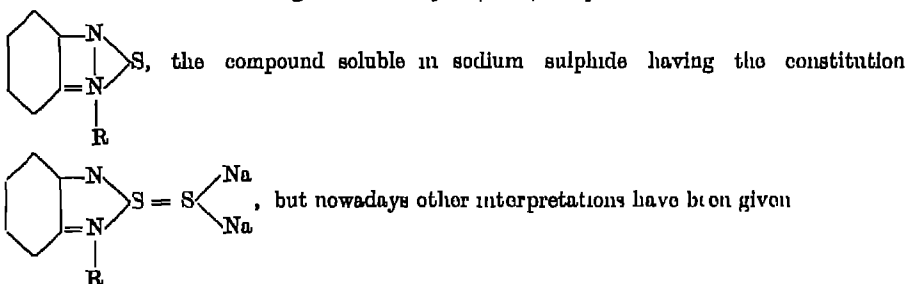 N
S, the compound soluble in sodium sulphide having the constitution
=N
R
N Na
S = S , but nowadays other interpretations have been given
=N Na
R